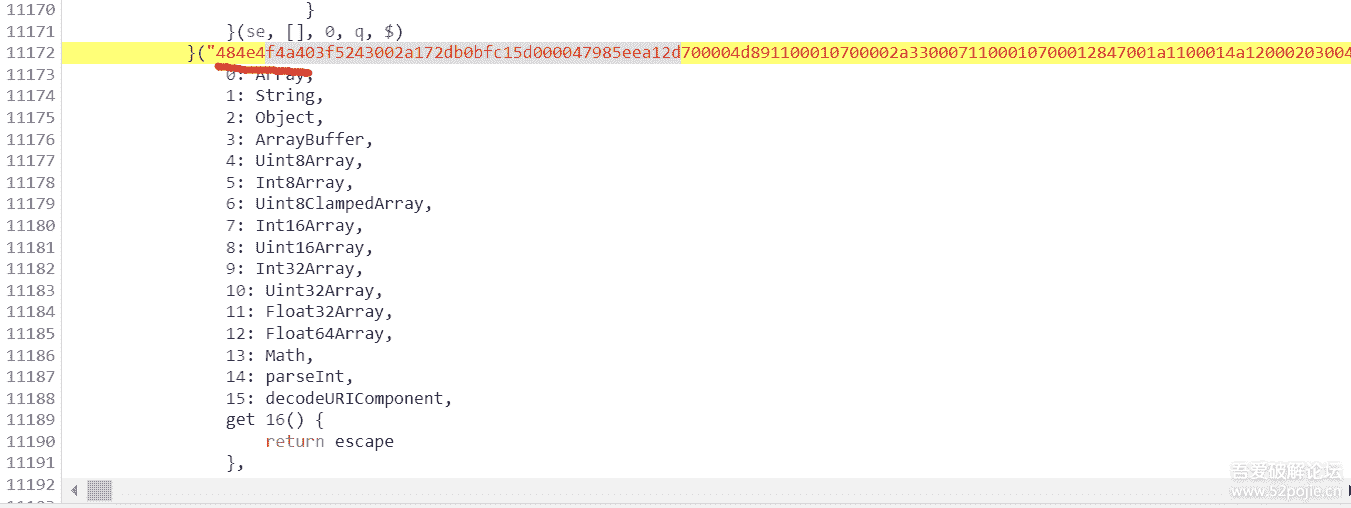 11170 }
11171 }(se, [], 0, q, $)
11172 }("484e4f4a403f5243002a172db0bfc15d000047985eea12d700004d891100010700002a3300071100010700012847001a1100014a12000203004
11173 0: Array,
11174 1: String,
11175 2: Object,
11176 3: ArrayBuffer,
11177 4: Uint8Array,
11178 5: Int8Array,
11179 6: Uint8ClampedArray,
11180 7: Int16Array,
11181 8: Uint16Array,
11182 9: Int32Array,
11183 10: Uint32Array,
11184 11: Float32Array,
11185 12: Float64Array,
11186 13: Math,
11187 14: parseInt,
11188 15: decodeURIComponent,
11189 get 16() {
11190 return escape
11191 },
11192
吾爱破解论坛
www.52pojie.cn